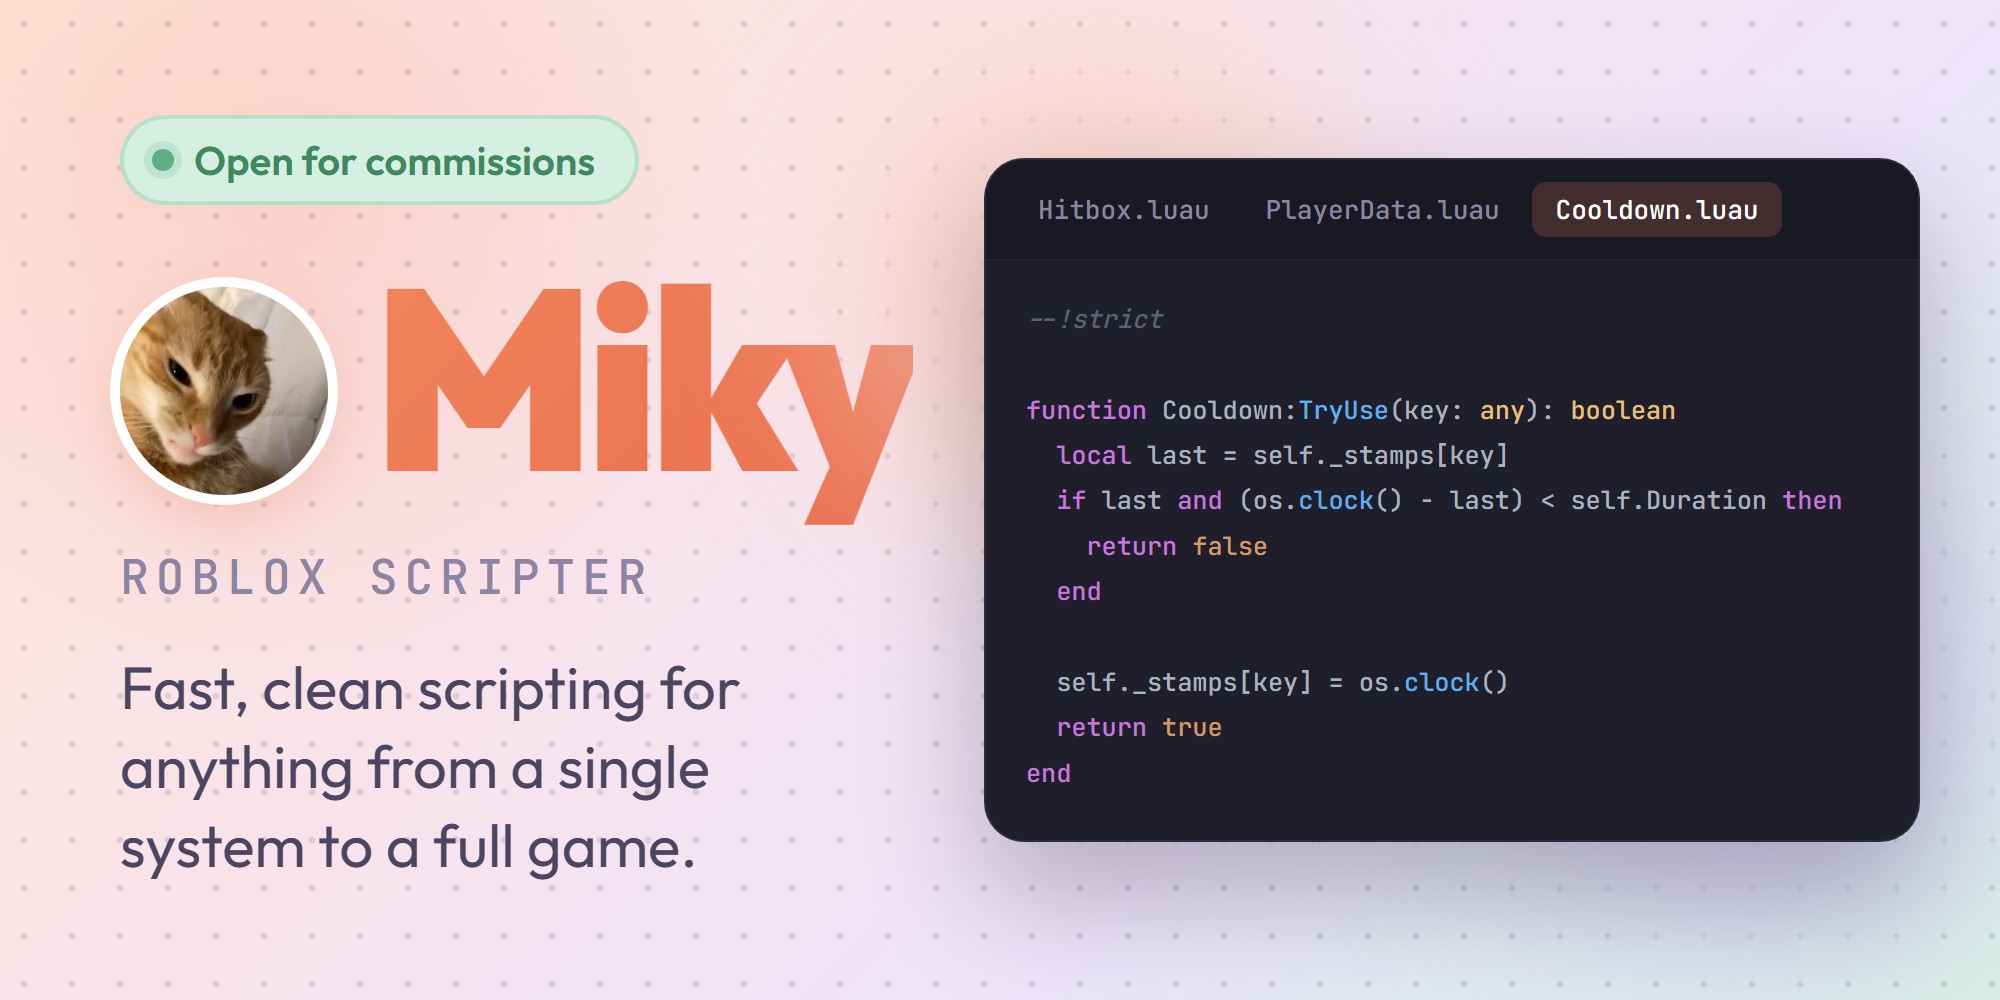 Open for commissions
Miky
ROBLOX SCRIPTER
Fast, clean scripting for
anything from a single
system to a full game.
Hitbox.luau PlayerData.luau Cooldown.luau
--!strict
function Cooldown:TryUse(key: any): boolean
  local last = self._stamps[key]
  if last and (os.clock() - last) < self.Duration then
    return false
  end
  self._stamps[key] = os.clock()
  return true
end